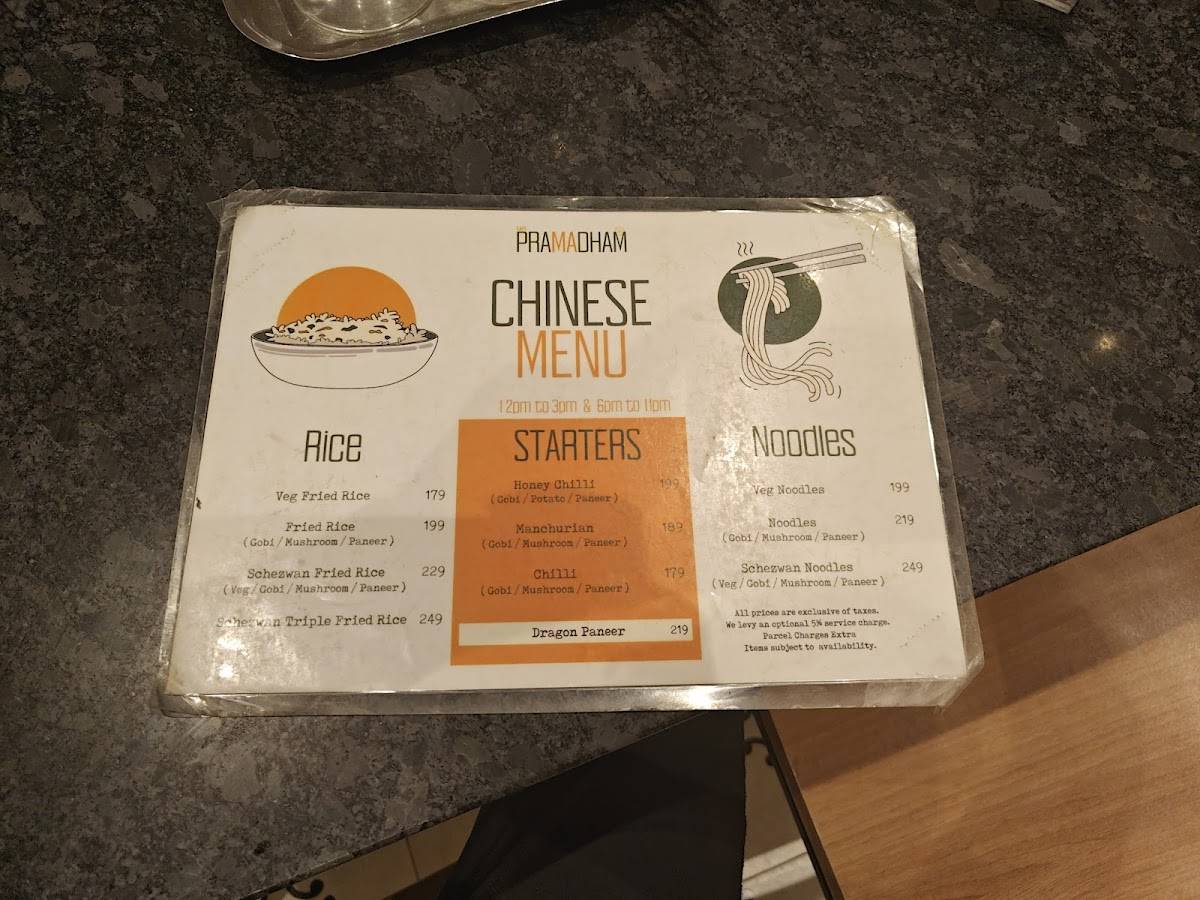 PRAMADHAM
CHINESE
MENU
12pm to 3pm & 6pm to 11pm
Rice
Veg Fried Rice 179
Fried Rice 199
(Gobi/Mushroom/Paneer)
Schezwan Fried Rice 229
(Veg/Gobi/Mushroom/Paneer)
Schezwan Triple Fried Rice 249
STARTERS
Honey Chilli 199
(Gobi/Potato/Paneer)
Manchurian 189
(Gobi/Mushroom/Paneer)
Chilli 179
(Gobi/Mushroom/Paneer)
Dragon Paneer 219
Noodles
Veg Noodles 199
Noodles 219
(Gobi/Mushroom/Paneer)
Schezwan Noodles 249
(Veg/Gobi/Mushroom/Paneer)
All prices are exclusive of taxes.
We levy an optional 5% service charge.
Parcel Charges Extra
Items subject to availability.